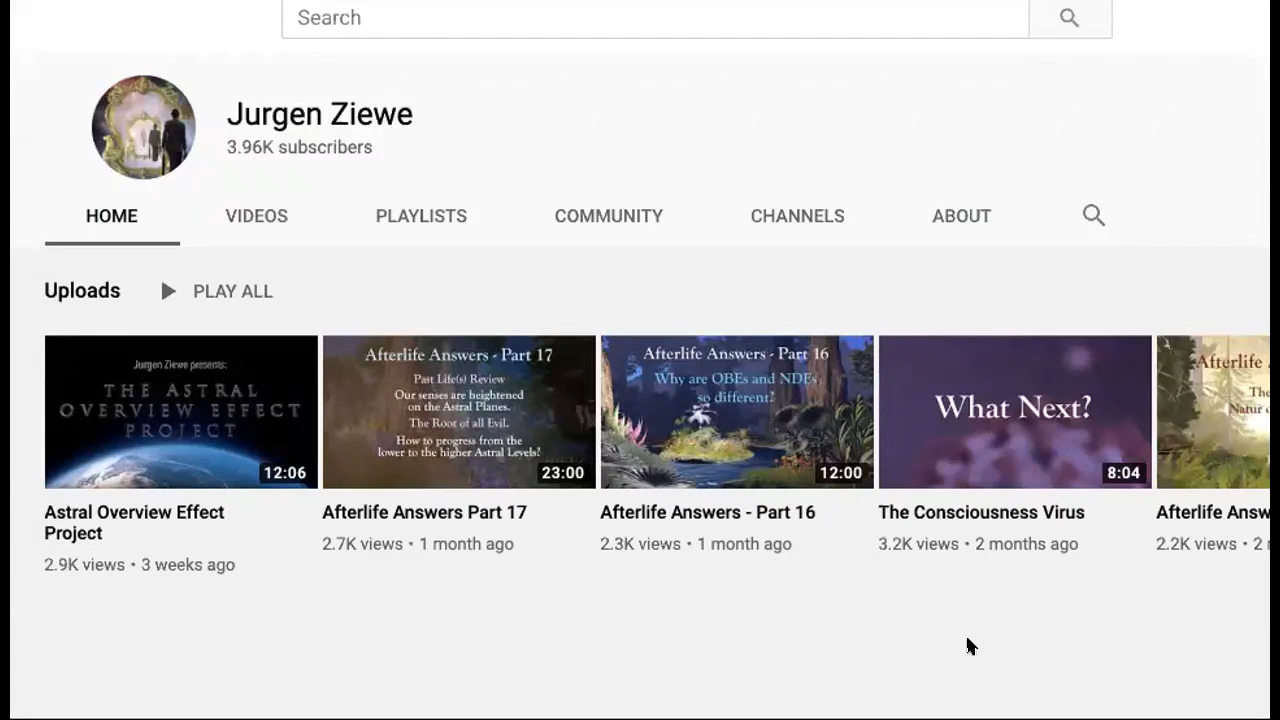 Search
Jurgen Ziewe
3.96K subscribers
HOME VIDEOS PLAYLISTS COMMUNITY CHANNELS ABOUT
Uploads PLAY ALL
Jurgen Ziewe presents:
THE ASTRAL
OVERVIEW EFFECT
PROJECT
12:06
Afterlife Answers - Part 17
Past Life(s) Review
Our senses are heightened
on the Astral Planes.
The Root of all Evil.
How to progress from the
lower to the higher Astral Levels?
23:00
Afterlife Answers - Part 16
Why are OBEs and NDEs
so different?
12:00
What Next?
8:04
Afterlife
The
Natur
Astral Overview Effect
Project
2.9K views • 3 weeks ago
Afterlife Answers Part 17
2.7K views • 1 month ago
Afterlife Answers - Part 16
2.3K views • 1 month ago
The Consciousness Virus
3.2K views • 2 months ago
Afterlife Answ
2.2K views • 2